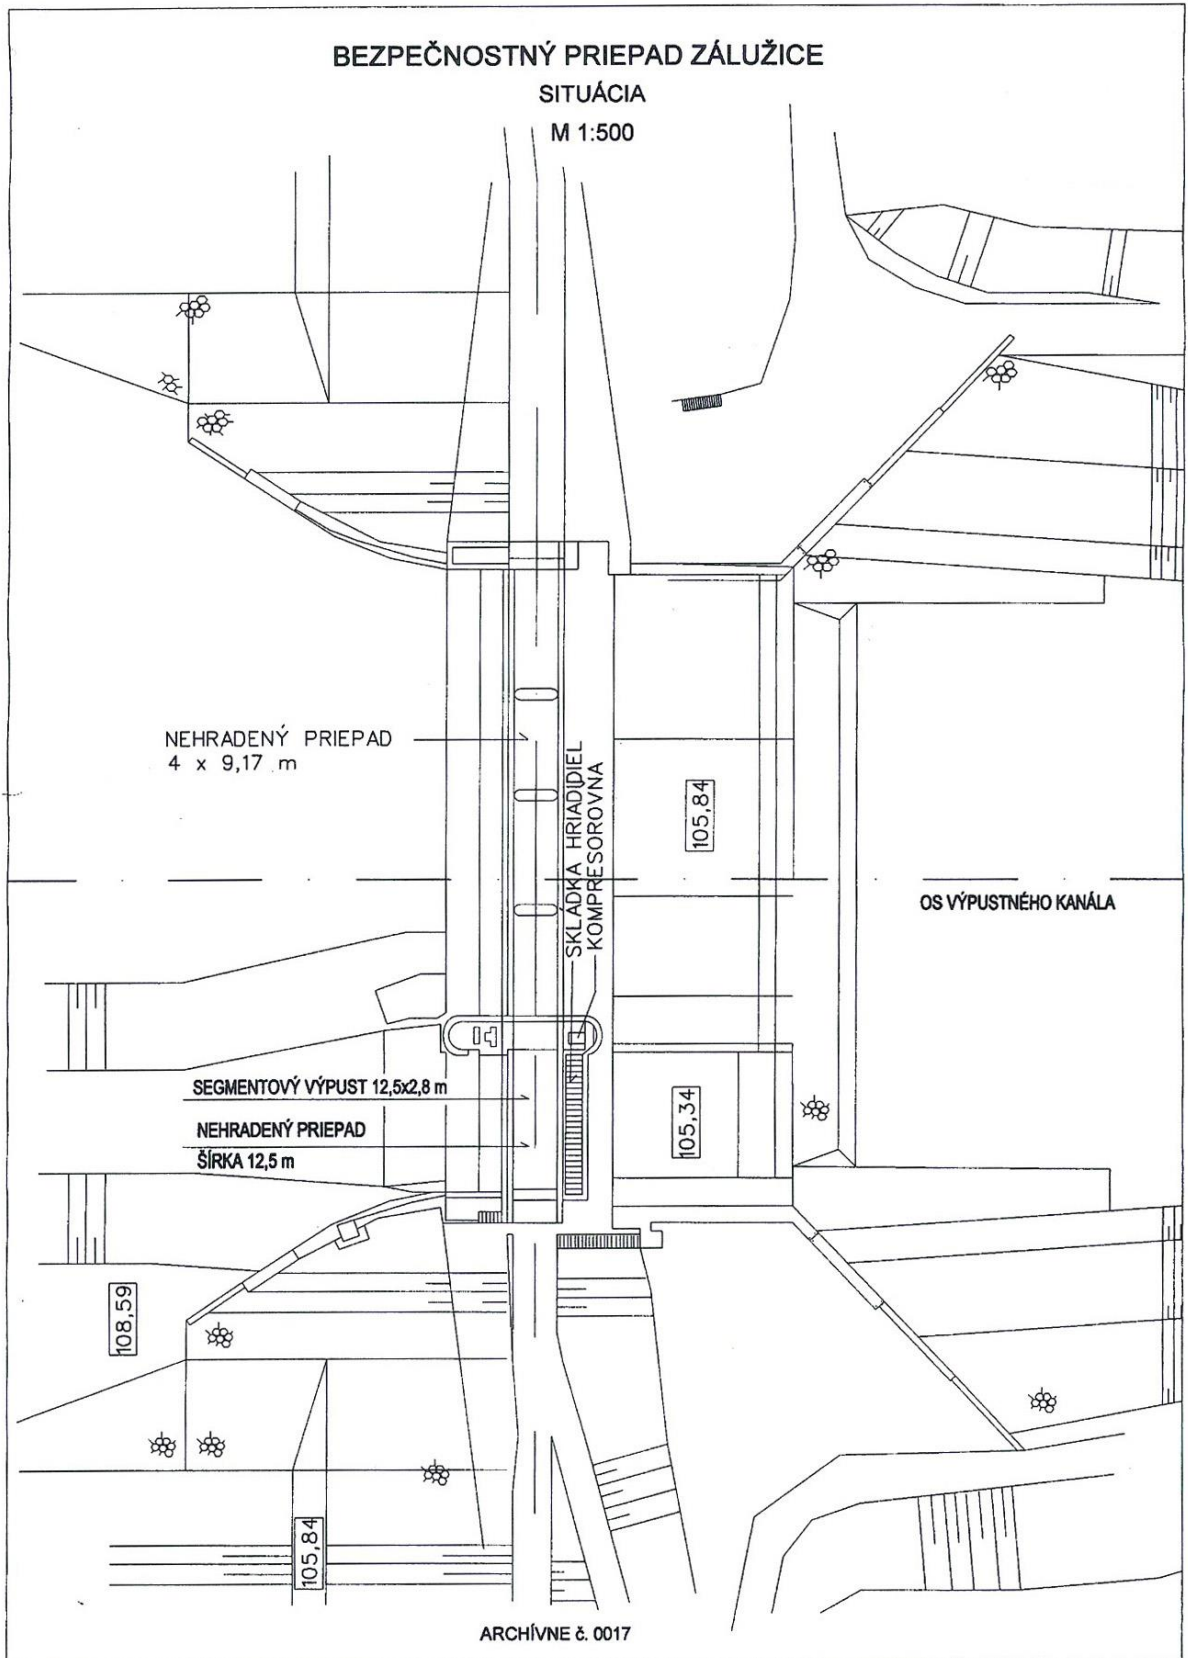 BEZPEČNOSTNÝ PRIEPAD ZÁLUŽICE
SITUÁCIA
M 1:500
NEHRADENÝ PRIEPAD
4 x 9,17 m
SKLÁDKA HRIADIDIEL
KOMPRESOROVNA
105,84
OS VÝPUSTNÉHO KANÁLA
SEGMENTOVÝ VÝPUST 12,5x2,8 m
NEHRADENÝ PRIEPAD
ŠÍRKA 12,5 m
105,34
108,59
105,84
ARCHÍVNE č. 0017